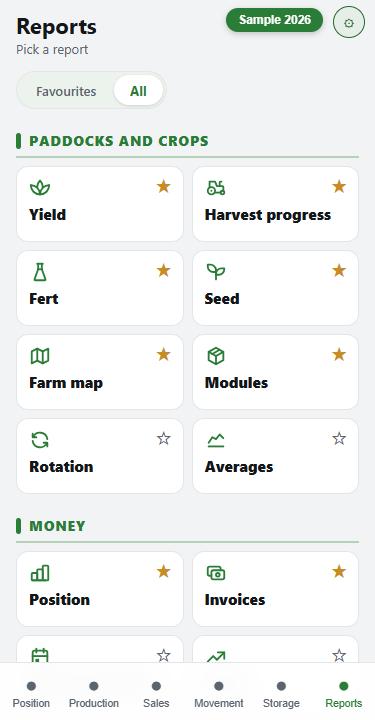 Reports
Sample 2026
Pick a report
Favourites
All
PADDOCKS AND CROPS
Yield
Harvest progress
Fert
Seed
Farm map
Modules
Rotation
Averages
MONEY
Position
Invoices
Position
Production
Sales
Movement
Storage
Reports